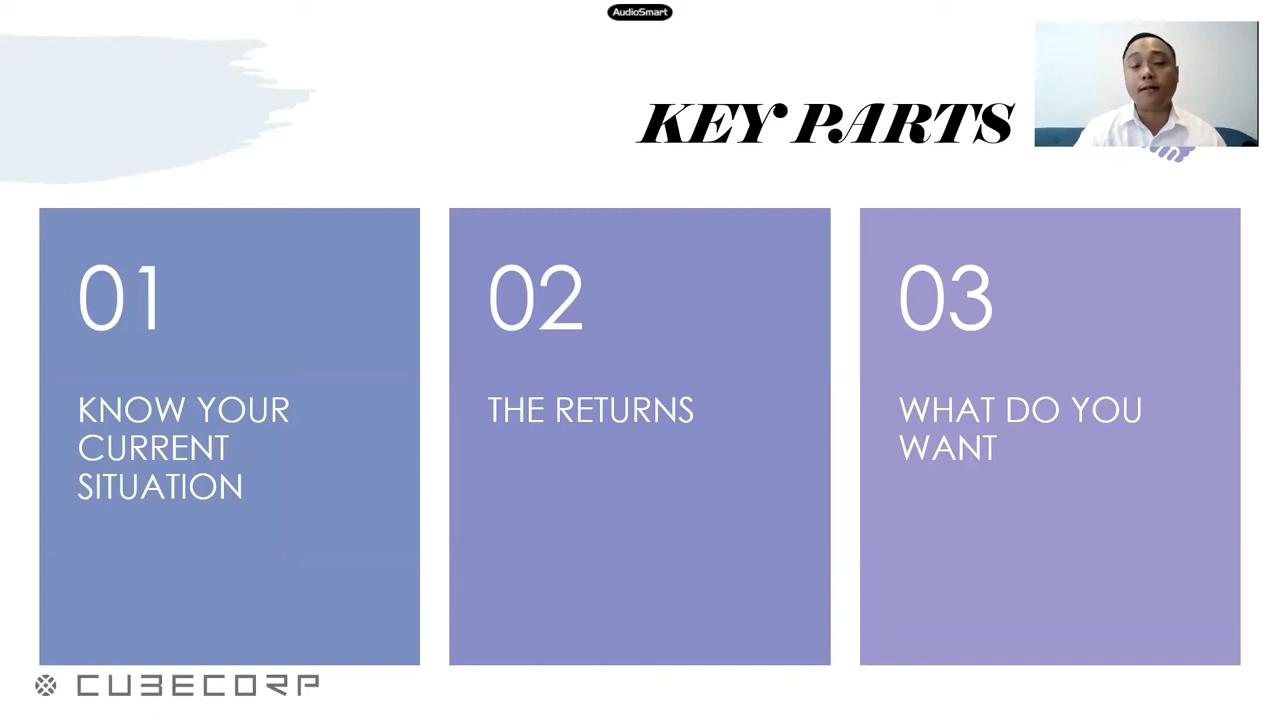 AudioSmart
KEY PARTS
01
KNOW YOUR
CURRENT
SITUATION
02
THE RETURNS
03
WHAT DO YOU
WANT
CUBECORP